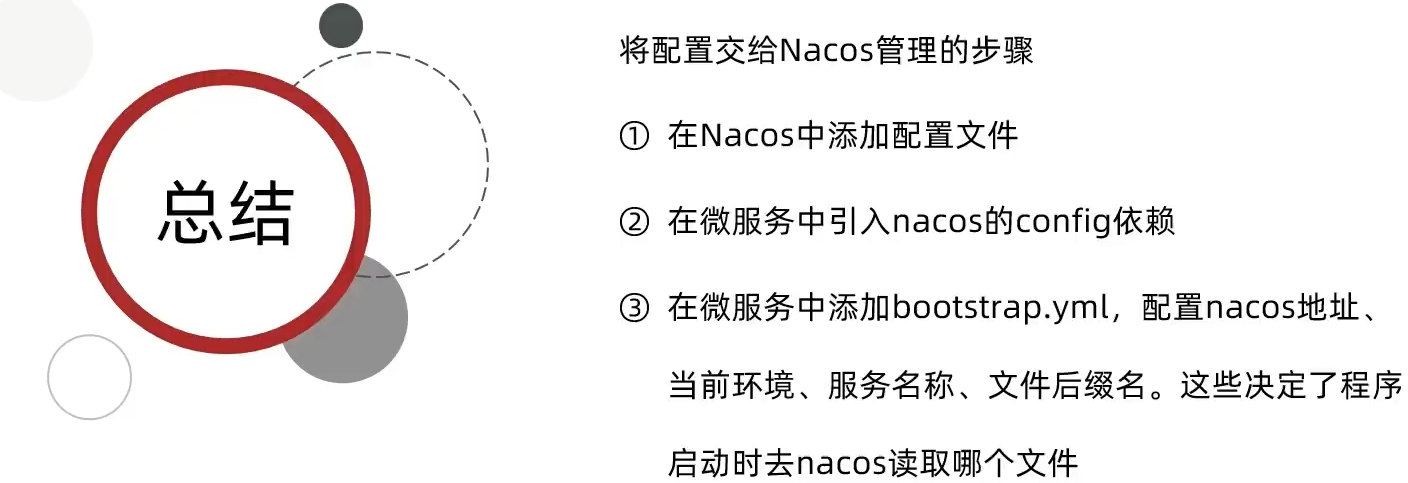 总结
将配置交给Nacos管理的步骤
① 在Nacos中添加配置文件
② 在微服务中引入nacos的config依赖
③ 在微服务中添加bootstrap.yml，配置nacos地址、
当前环境、服务名称、文件后缀名。这些决定了程序
启动时去nacos读取哪个文件